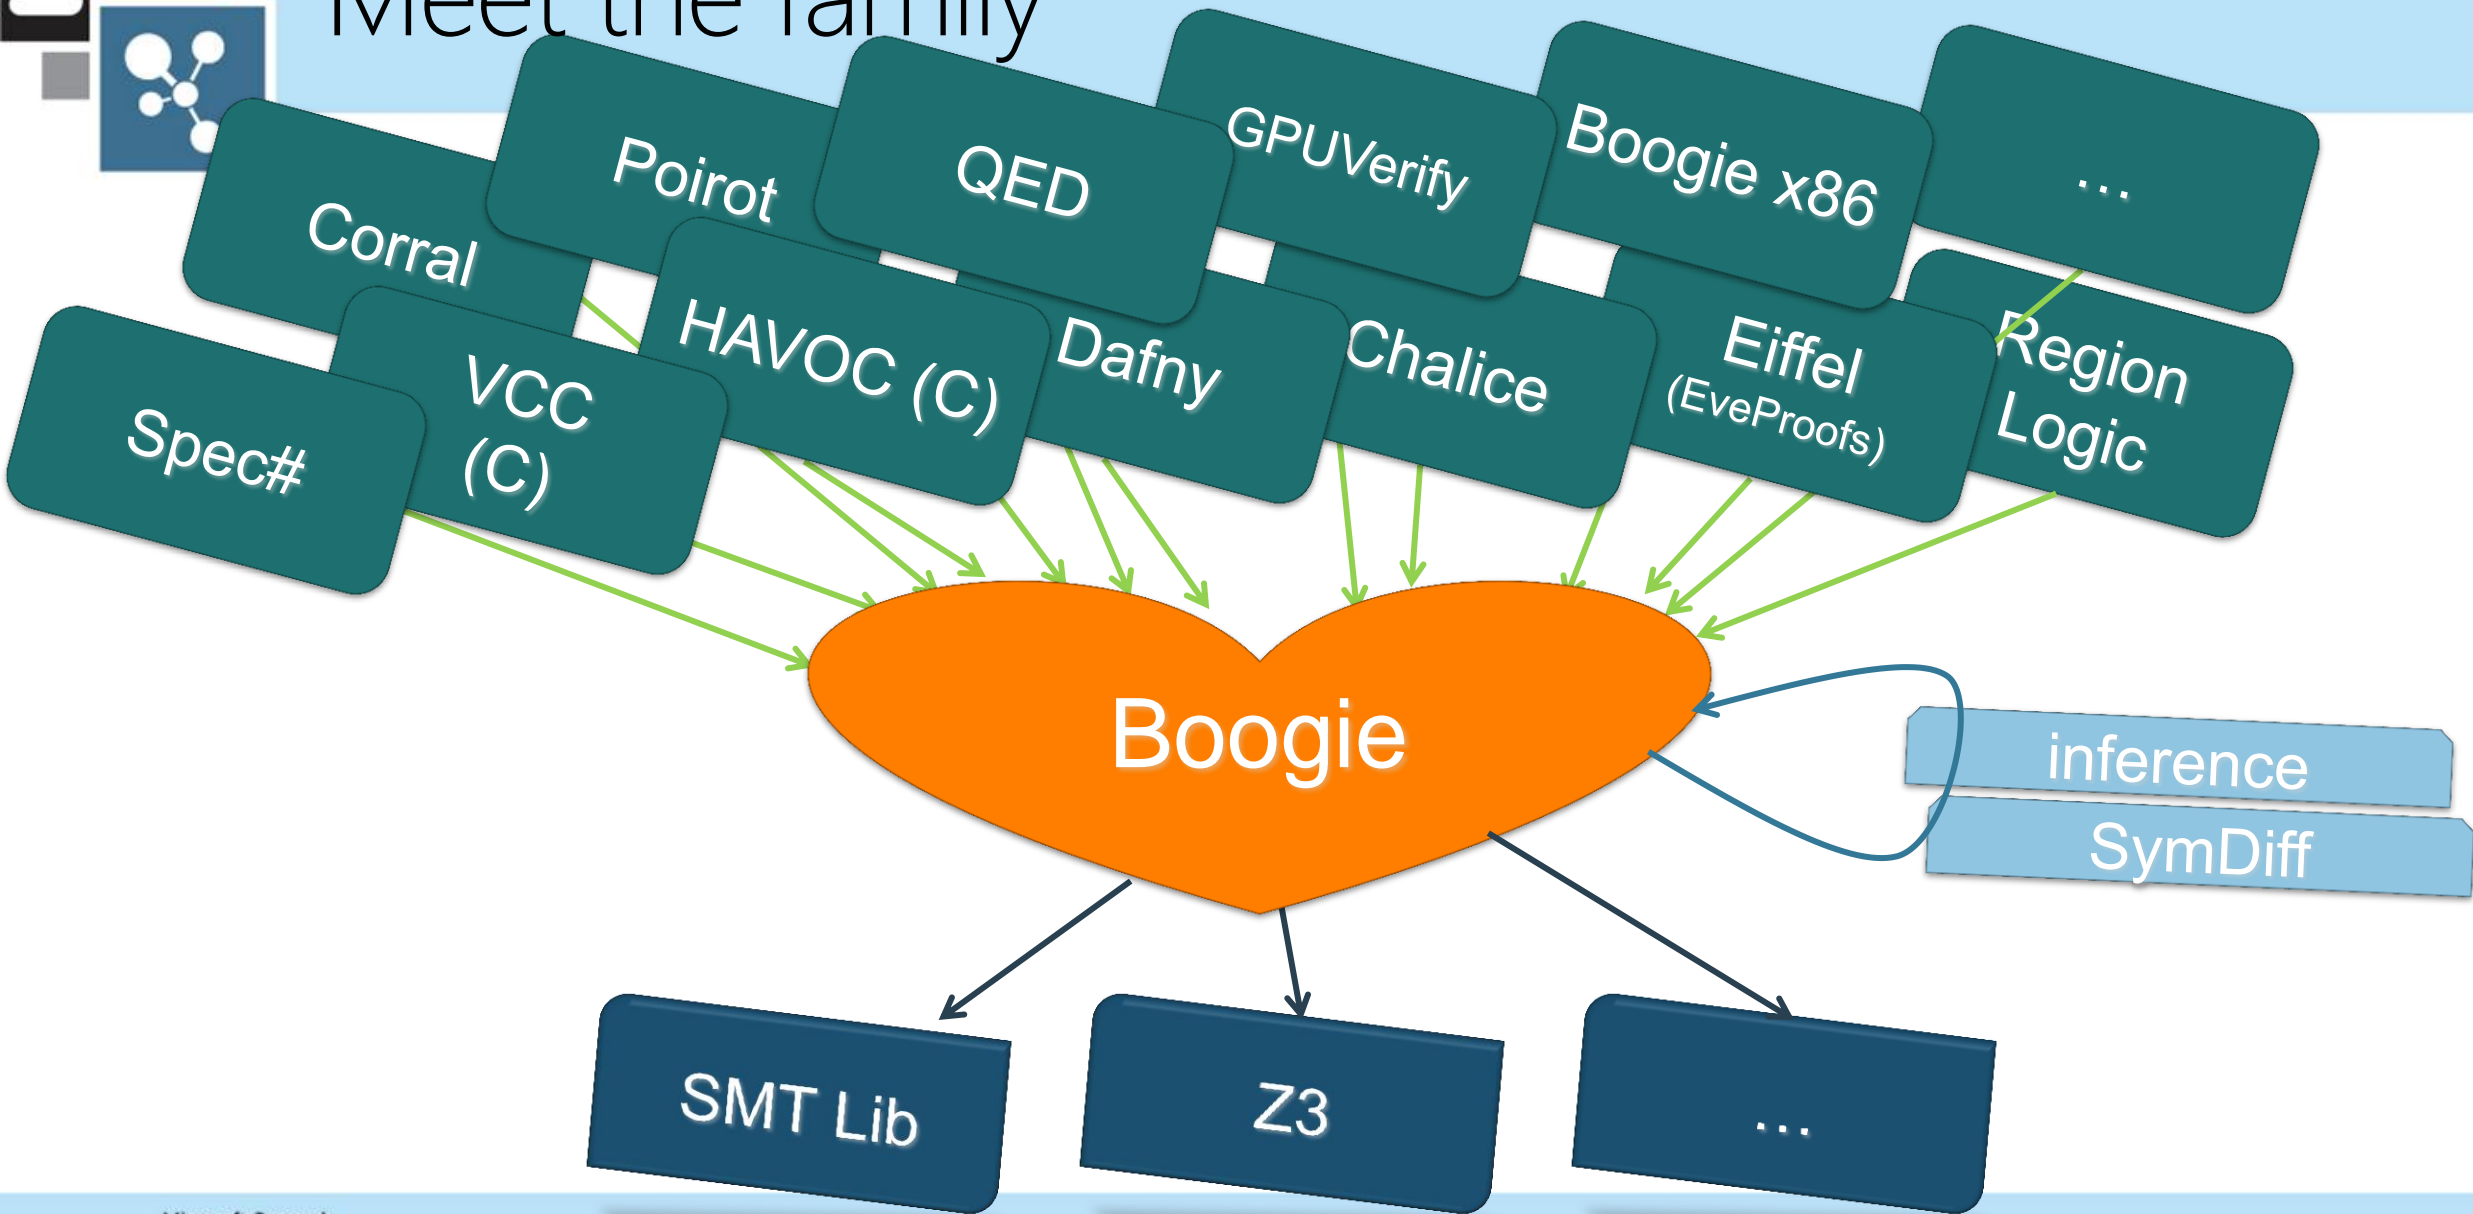 Meet the family
Corral
Poirot
QED
GPUVerify
Boogie x86
...
Spec#
VCC
(C)
HAVOC (C)
Dafny
Chalice
Eiffel
(EveProofs)
Region
Logic
Boogie
inference
SymDiff
SMT Lib
Z3
...